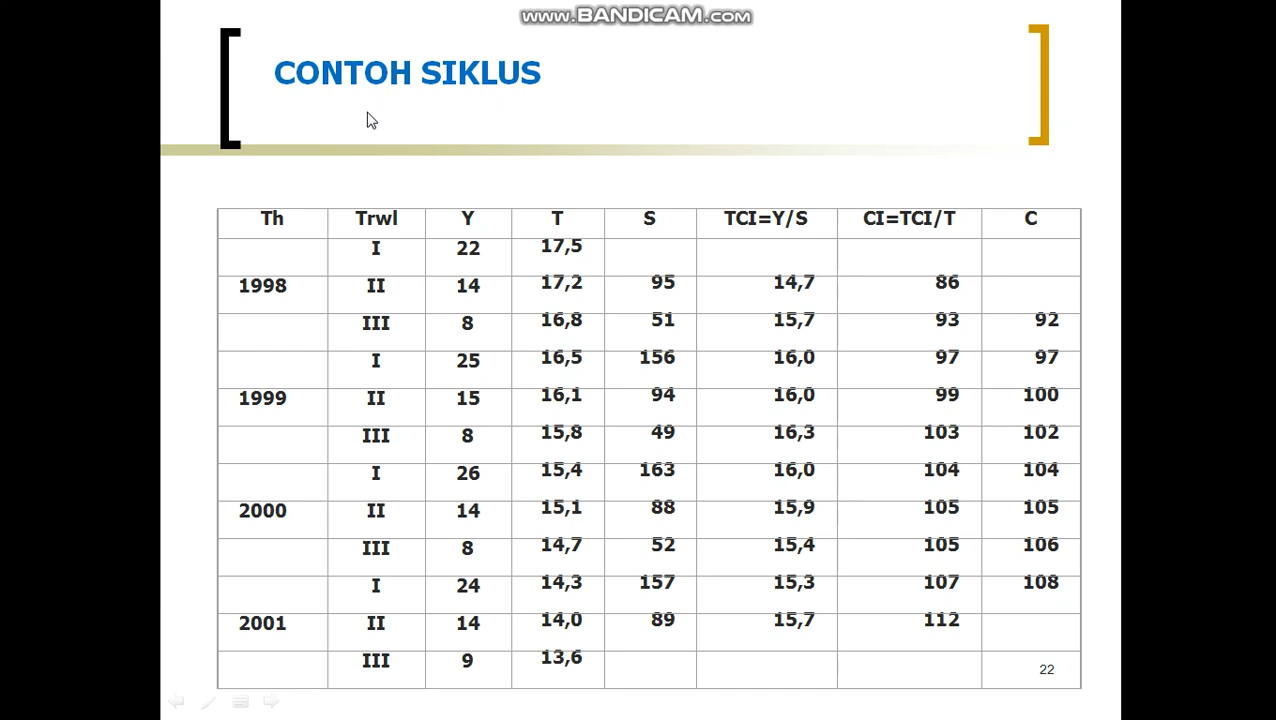 www.BANDICAM.com
CONTOH SIKLUS
Th Trwl Y T S TCI=Y/S CI=TCI/T C
I 22 17,5
1998 II 14 17,2 95 14,7 86
III 8 16,8 51 15,7 93 92
I 25 16,5 156 16,0 97 97
1999 II 15 16,1 94 16,0 99 100
III 8 15,8 49 16,3 103 102
I 26 15,4 163 16,0 104 104
2000 II 14 15,1 88 15,9 105 105
III 8 14,7 52 15,4 105 106
I 24 14,3 157 15,3 107 108
2001 II 14 14,0 89 15,7 112
III 9 13,6
22